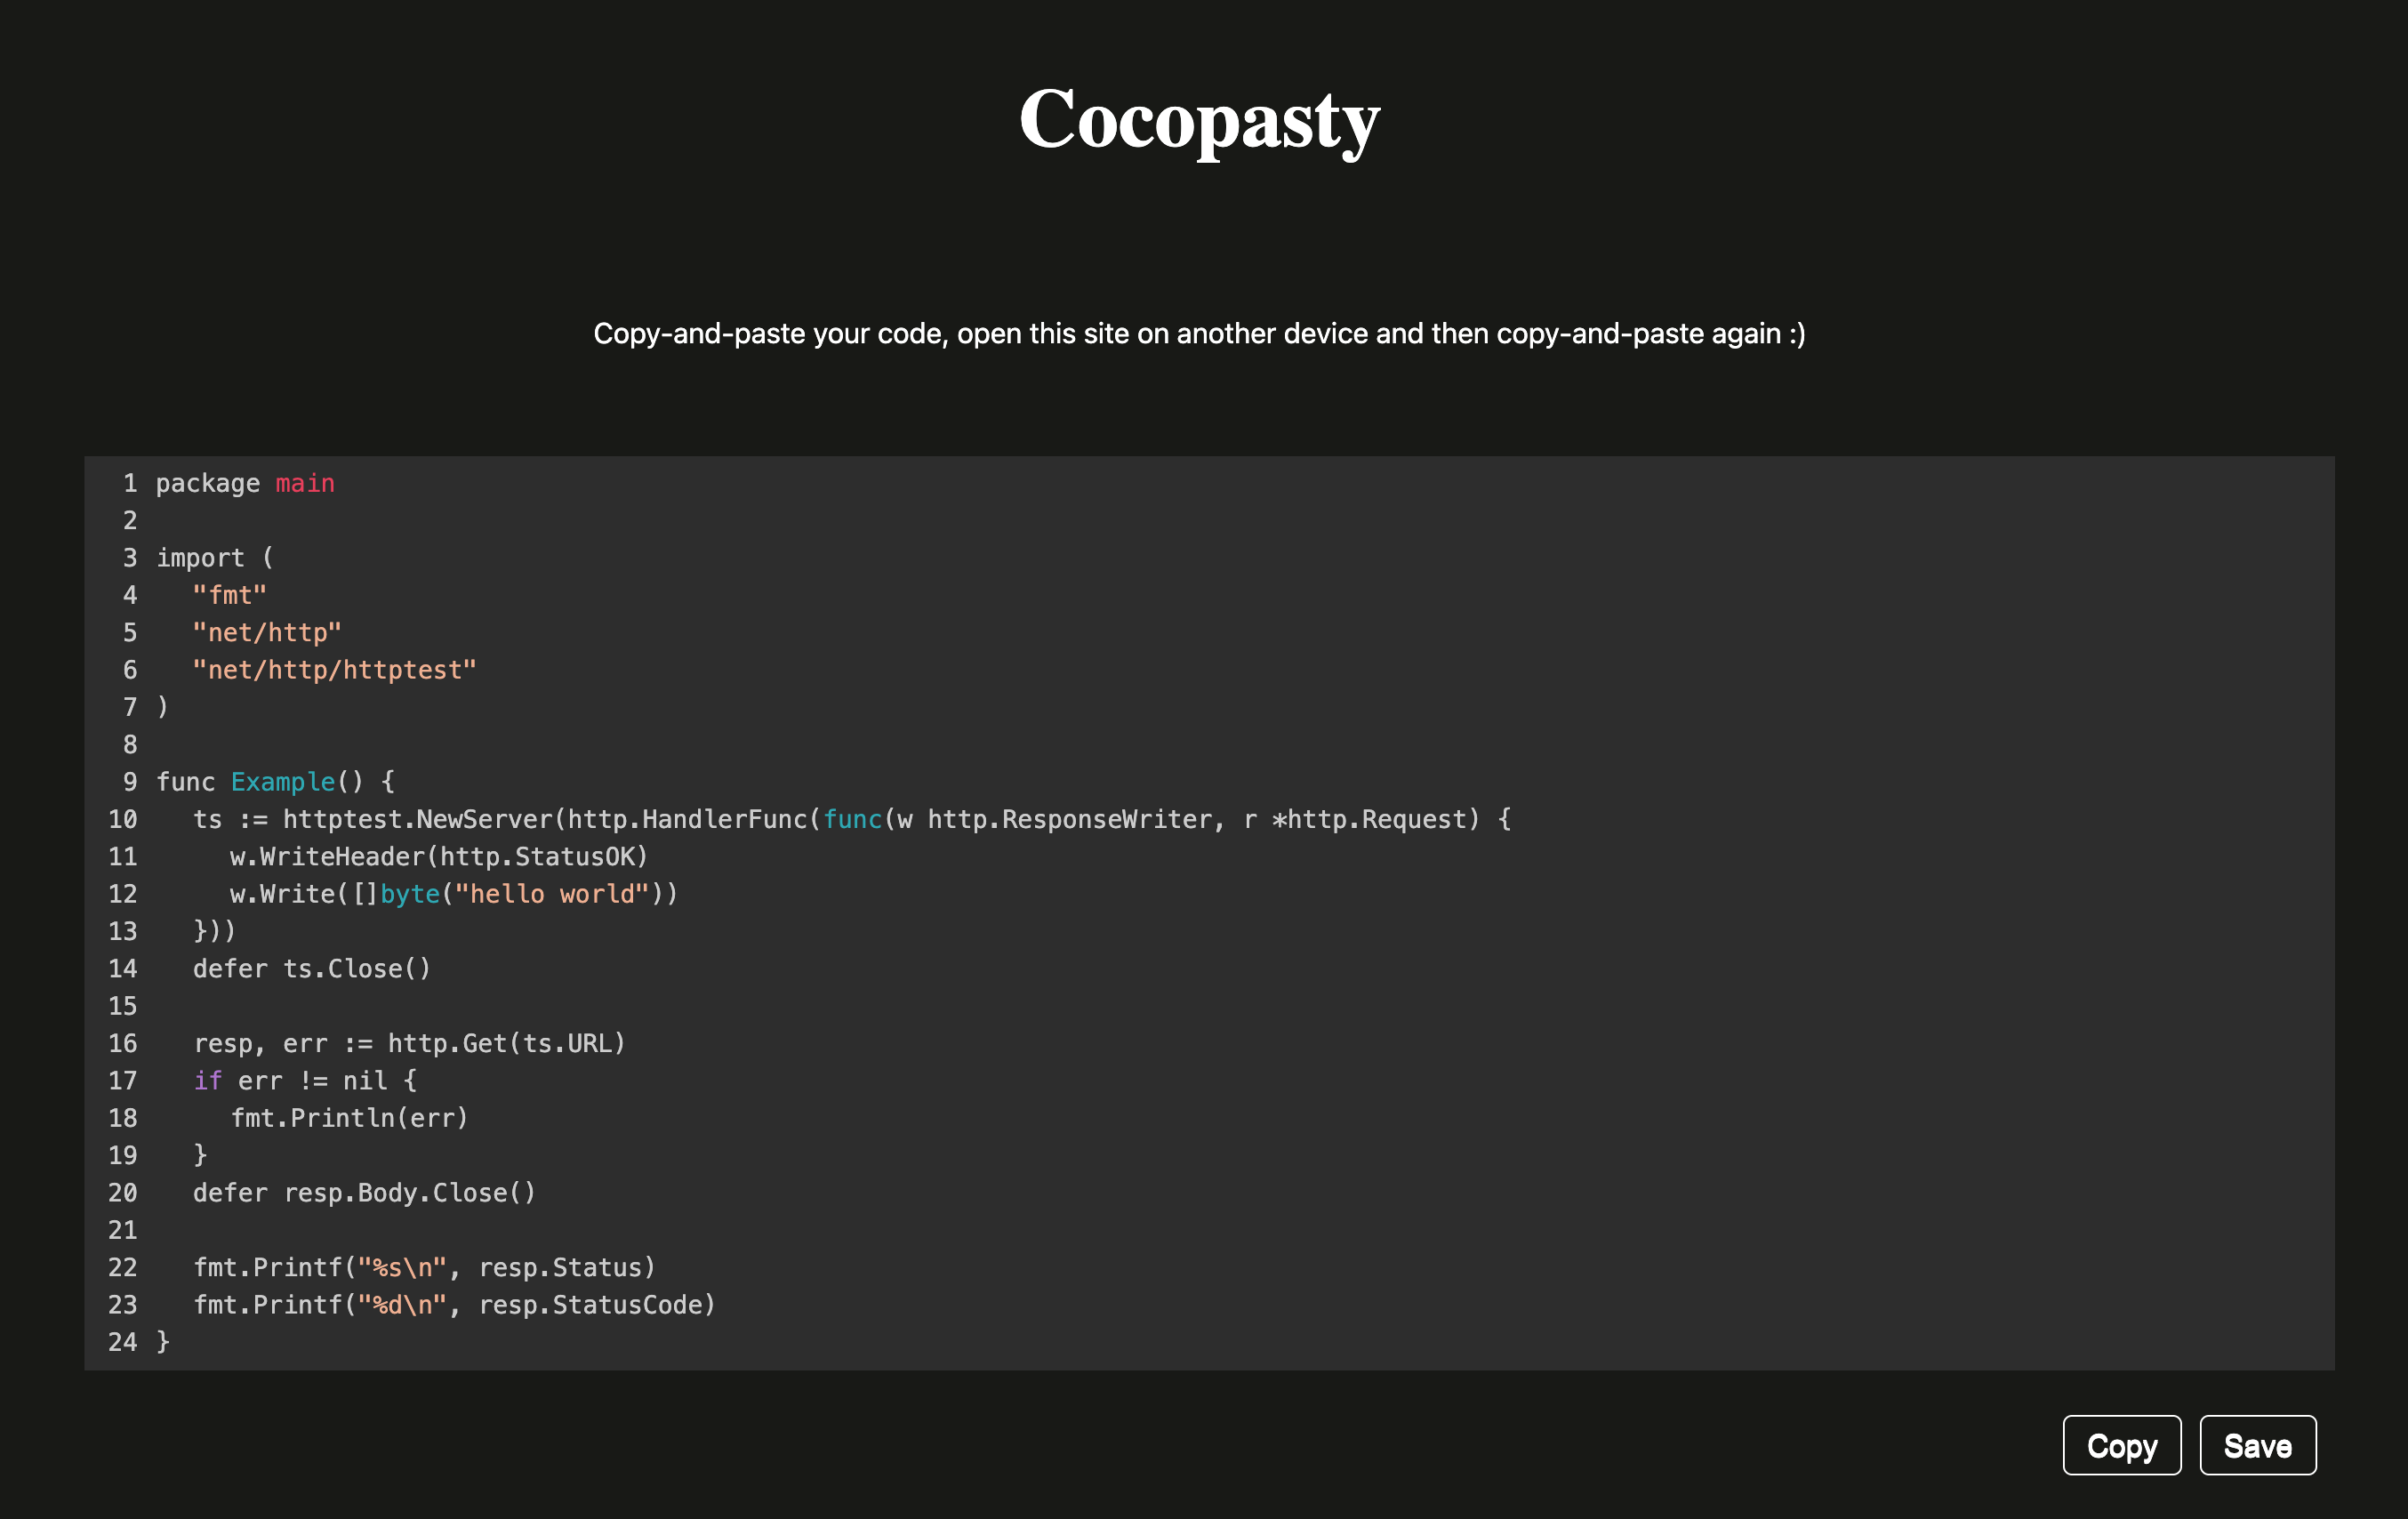 Cocopasty
Copy-and-paste your code, open this site on another device and then copy-and-paste again :)
1 package main
2
3 import (
4   "fmt"
5   "net/http"
6   "net/http/httptest"
7 )
8
9 func Example() {
10   ts := httptest.NewServer(http.HandlerFunc(func(w http.ResponseWriter, r *http.Request) {
11     w.WriteHeader(http.StatusOK)
12     w.Write([]byte("hello world"))
13   }))
14   defer ts.Close()
15
16   resp, err := http.Get(ts.URL)
17   if err != nil {
18     fmt.Println(err)
19   }
20   defer resp.Body.Close()
21
22   fmt.Printf("%s\n", resp.Status)
23   fmt.Printf("%d\n", resp.StatusCode)
24 }
Copy Save